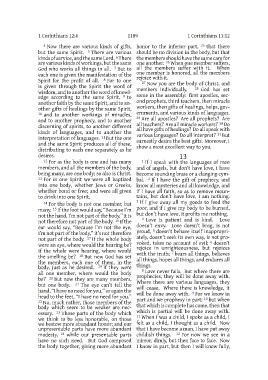 1 Corinthians 12:4 1189 1 Corinthians 13:12
4 Now there are various kinds of gifts,
but the same Spirit. 5 There are various
kinds of service, and the same Lord. 6 There
are various kinds of workings, but the same
God who works all things in all. 7 But to
each one is given the manifestation of the
Spirit for the profit of all. 8 For to one
is given through the Spirit the word of
wisdom, and to another the word of knowl-
edge according to the same Spirit, 9 to
another faith by the same Spirit, and to an-
other gifts of healings by the same Spirit,
10 and to another workings of miracles,
and to another prophecy, and to another
discerning of spirits, to another different
kinds of languages, and to another the
interpretation of languages. 11 But the one
and the same Spirit produces all of these,
distributing to each one separately as he
desires.
12 For as the body is one and has many
members, and all the members of the body,
being many, are one body; so also is Christ.
13 For in one Spirit we were all baptized
into one body, whether Jews or Greeks,
whether bond or free; and were all given
to drink into one Spirit.
14 For the body is not one member, but
many. 15 If the foot would say, "Because I'm
not the hand, I'm not part of the body," it is
not therefore not part of the body. 16 If the
ear would say, "Because I'm not the eye,
I'm not part of the body," it's not therefore
not part of the body. 17 If the whole body
were an eye, where would the hearing be?
If the whole were hearing, where would
the smelling be? 18 But now God has set
the members, each one of them, in the
body, just as he desired. 19 If they were
all one member, where would the body
be? 20 But now they are many members,
but one body. 21 The eye can't tell the
hand, "I have no need for you," or again the
head to the feet, "I have no need for you."
22 No, much rather, those members of the
body which seem to be weaker are nec-
essary. 23 Those parts of the body which
we think to be less honorable, on those
we bestow more abundant honor; and our
unpresentable parts have more abundant
modesty, 24 while our presentable parts
have no such need. But God composed
the body together, giving more abundant
honor to the inferior part, 25 that there
should be no division in the body, but that
the members should have the same care for
one another. 26 When one member suffers,
all the members suffer with it. When
one member is honored, all the members
rejoice with it.
27 Now you are the body of Christ, and
members individually. 28 God has set
some in the assembly: first apostles, sec-
ond prophets, third teachers, then miracle
workers, then gifts of healings, helps, gov-
ernments, and various kinds of languages.
29 Are all apostles? Are all prophets? Are
all teachers? Are all miracle workers? 30 Do
all have gifts of healings? Do all speak with
various languages? Do all interpret? 31 But
earnestly desire the best gifts. Moreover, I
show a most excellent way to you.
13
1 If I speak with the languages of men
and of angels, but don't have love, I have
become sounding brass or a clanging cym-
bal. 2 If I have the gift of prophecy, and
know all mysteries and all knowledge, and
if I have all faith, so as to remove moun-
tains, but don't have love, I am nothing.
3 If I give away all my goods to feed the
poor, and if I give my body to be burned,
but don't have love, it profits me nothing.
4 Love is patient and is kind. Love
doesn't envy. Love doesn't brag, is not
proud, 5 doesn't behave itself inappropri-
ately, doesn't seek its own way, is not pro-
voked, takes no account of evil; 6 doesn't
rejoice in unrighteousness, but rejoices
with the truth; 7 bears all things, believes
all things, hopes all things, and endures all
things.
8 Love never fails. But where there are
prophecies, they will be done away with.
Where there are various languages, they
will cease. Where there is knowledge, it
will be done away with. 9 For we know in
part and we prophesy in part; 10 but when
that which is complete has come, then that
which is partial will be done away with.
11 When I was a child, I spoke as a child, I
felt as a child, I thought as a child. Now
that I have become a man, I have put away
childish things. 12 For now we see in a
mirror, dimly, but then face to face. Now
I know in part, but then I will know fully,